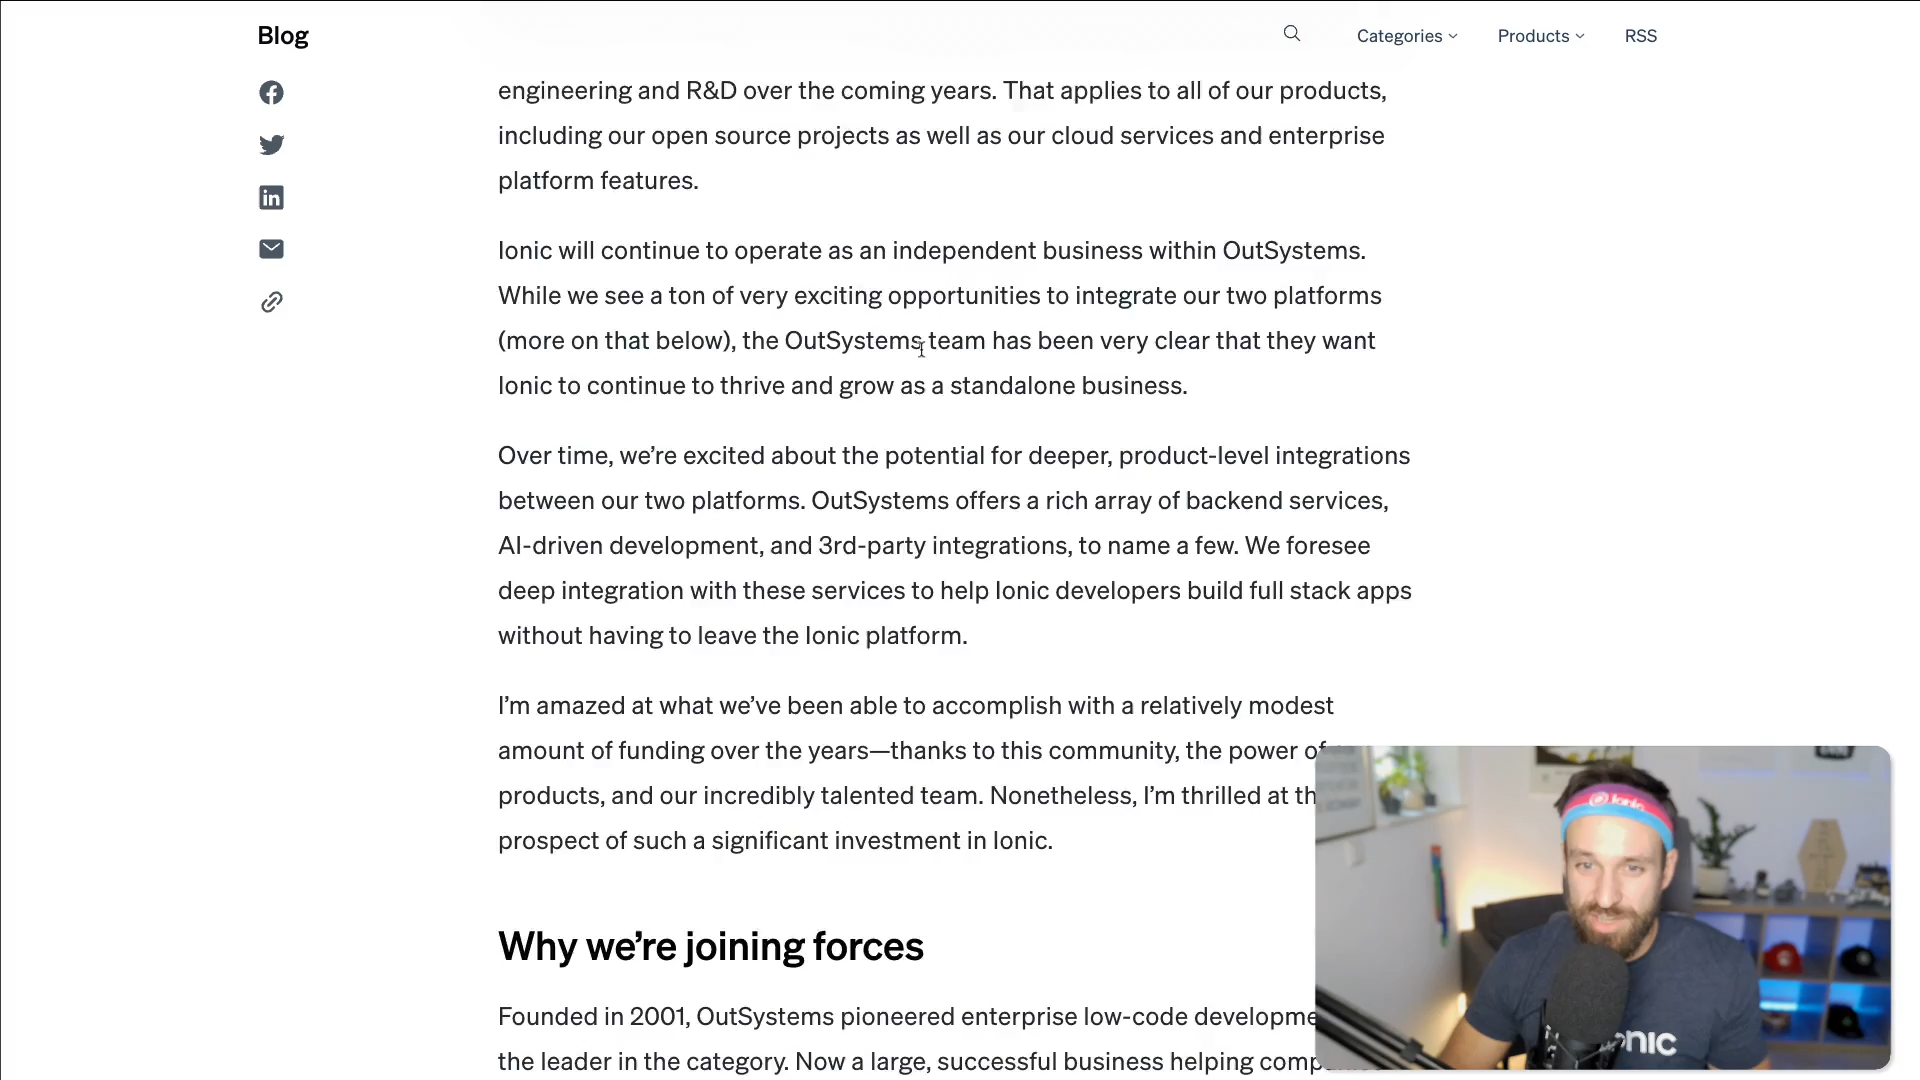 Blog
Categories
Products
RSS
engineering and R&D over the coming years. That applies to all of our products,
including our open source projects as well as our cloud services and enterprise
platform features.
Ionic will continue to operate as an independent business within OutSystems.
While we see a ton of very exciting opportunities to integrate our two platforms
(more on that below), the OutSystems team has been very clear that they want
Ionic to continue to thrive and grow as a standalone business.
Over time, we’re excited about the potential for deeper, product-level integrations
between our two platforms. OutSystems offers a rich array of backend services,
AI-driven development, and 3rd-party integrations, to name a few. We foresee
deep integration with these services to help Ionic developers build full stack apps
without having to leave the Ionic platform.
I’m amazed at what we’ve been able to accomplish with a relatively modest
amount of funding over the years—thanks to this community, the power of
products, and our incredibly talented team. Nonetheless, I’m thrilled at th
prospect of such a significant investment in Ionic.
Why we’re joining forces
Founded in 2001, OutSystems pioneered enterprise low-code developme
the leader in the category. Now a large, successful business helping comp
Ionic
onic